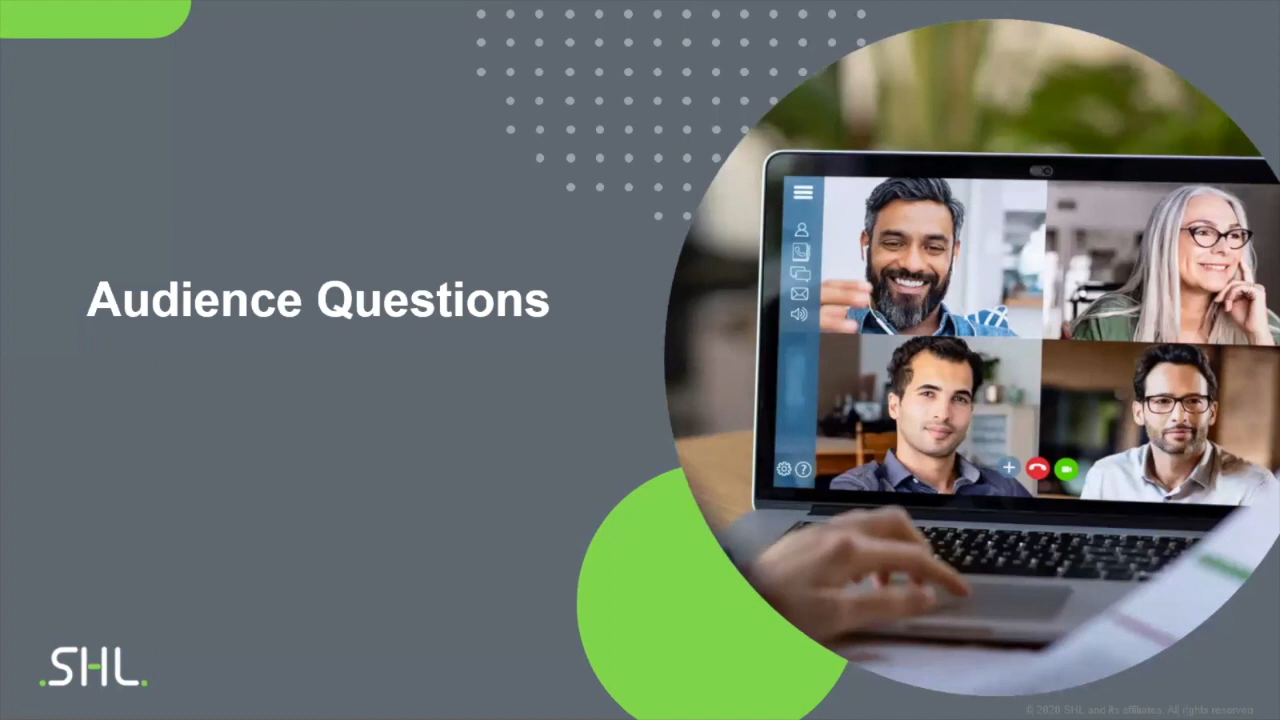 Audience Questions
.SHL.
© 2020 SHL and its affiliates. All rights reserved